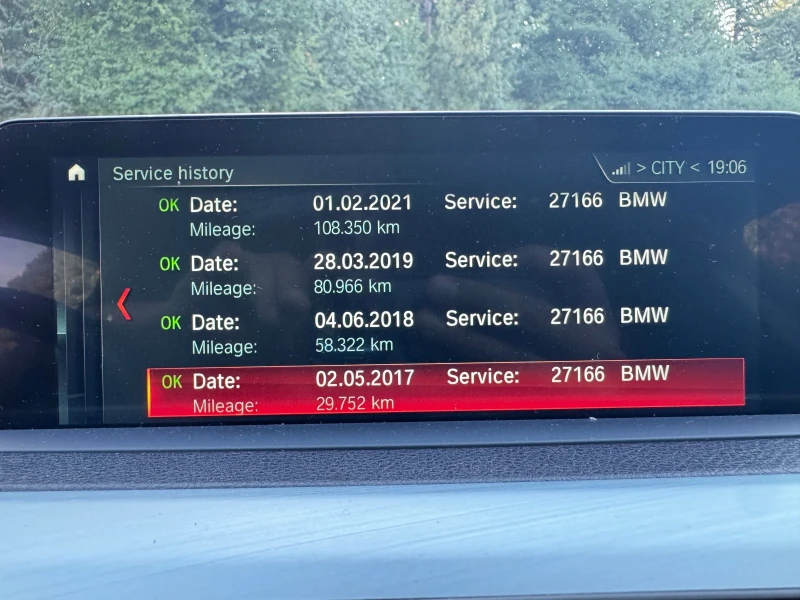 Service history > CITY < 19:06
OK Date: 01.02.2021 Service: 27166 BMW
Mileage: 108.350 km
OK Date: 28.03.2019 Service: 27166 BMW
Mileage: 80.966 km
OK Date: 04.06.2018 Service: 27166 BMW
Mileage: 58.322 km
OK Date: 02.05.2017 Service: 27166 BMW
Mileage: 29.752 km